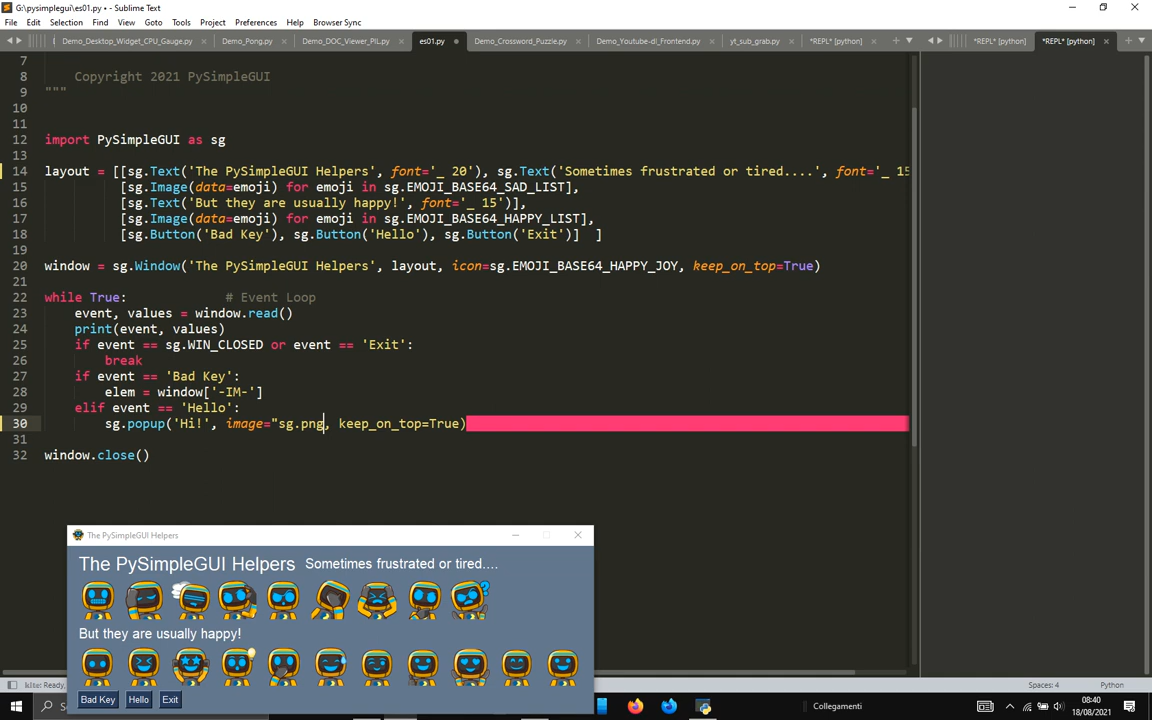 G:\pysimplegui\es01.py • - Sublime Text
File Edit Selection Find View Goto Tools Project Preferences Help Browser Sync
Demo_Desktop_Widget_CPU_Gauge.py Demo_Pong.py Demo_DOC_Viewer_PIL.py es01.py Demo_Crossword_Puzzle.py Demo_Youtube-dl_Frontend.py yt_sub_grab.py *REPL* [python] *REPL* [python] *REPL* [python]
7
8 Copyright 2021 PySimpleGUI
9 """
10
11
12 import PySimpleGUI as sg
13
14 layout = [[sg.Text('The PySimpleGUI Helpers', font='_ 20'), sg.Text('Sometimes frustrated or tired....', font='_ 15
15 [sg.Image(data=emoji) for emoji in sg.EMOJI_BASE64_SAD_LIST],
16 [sg.Text('But they are usually happy!', font='_ 15')],
17 [sg.Image(data=emoji) for emoji in sg.EMOJI_BASE64_HAPPY_LIST],
18 [sg.Button('Bad Key'), sg.Button('Hello'), sg.Button('Exit')] ]
19
20 window = sg.Window('The PySimpleGUI Helpers', layout, icon=sg.EMOJI_BASE64_HAPPY_JOY, keep_on_top=True)
21
22 while True: # Event Loop
23 event, values = window.read()
24 print(event, values)
25 if event == sg.WIN_CLOSED or event == 'Exit':
26 break
27 if event == 'Bad Key':
28 elem = window['-IM-']
29 elif event == 'Hello':
30 sg.popup('Hi!', image="sg.png, keep_on_top=True)
31
32 window.close()
The PySimpleGUI Helpers
The PySimpleGUI Helpers Sometimes frustrated or tired....
But they are usually happy!
Bad Key Hello Exit
Spaces: 4 Python
Collegamenti
08:40
18/08/2021